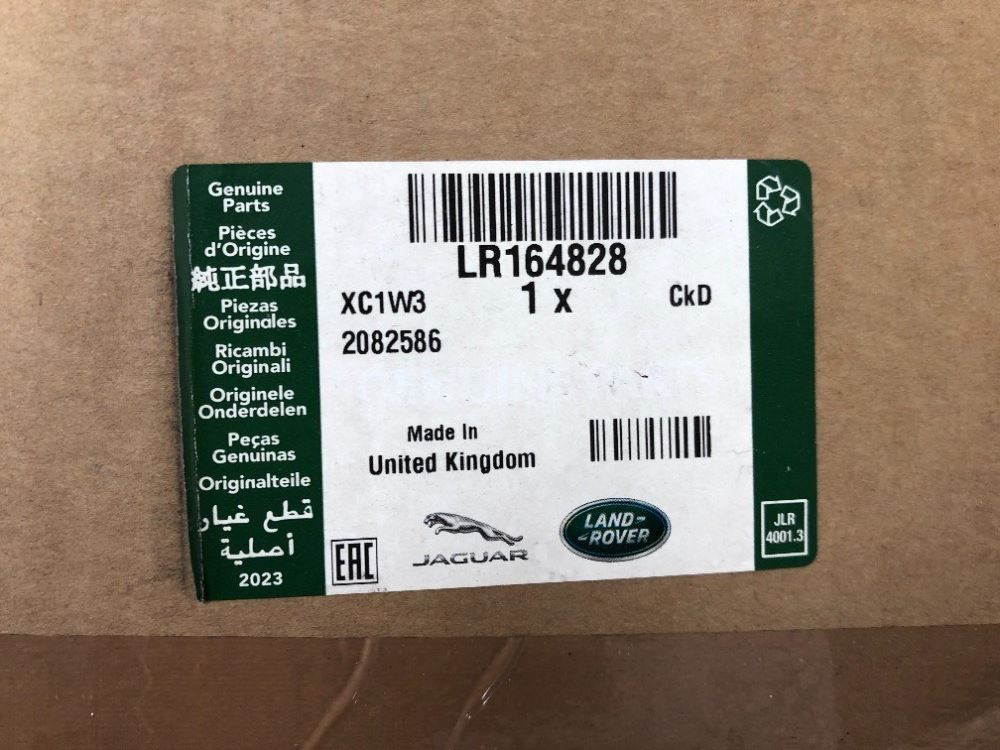 Genuine
Parts
Pièces
d'Origine
純正部品
Piezas
Originales
Ricambi
Originali
Originele
Onderdelen
Peças
Genuinas
Originalteile
قطع غيار
أصلية
2023
LR164828
XC1W3 1 x CkD
2082586
Made In
United Kingdom
EAC
JAGUAR
LAND-
-ROVER
JLR
4001.3